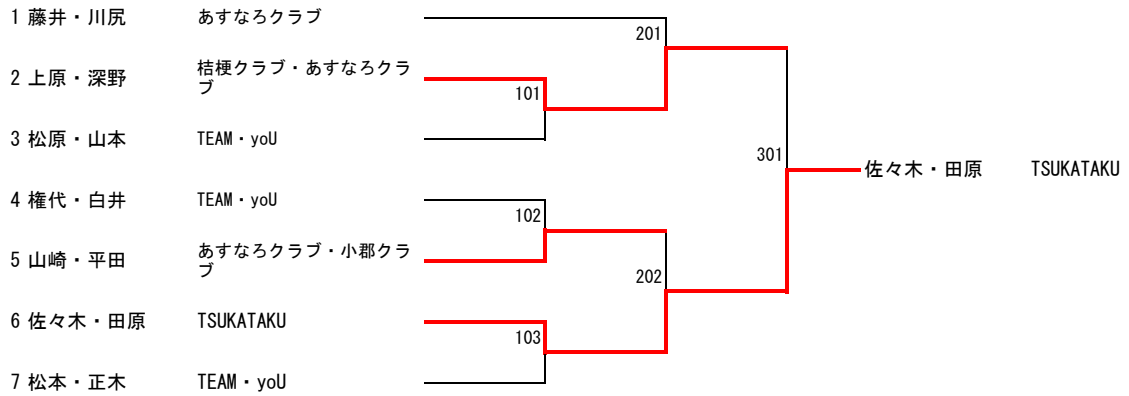 1 藤井・川尻 あすなろクラブ
201
2 上原・深野 桔梗クラブ・あすなろクラ
ブ
101
3 松原・山本 TEAM・yoU
301
佐々木・田原 TSUKATAKU
4 権代・白井 TEAM・yoU
102
5 山崎・平田 あすなろクラブ・小郡クラ
ブ
202
6 佐々木・田原 TSUKATAKU
103
7 松本・正木 TEAM・yoU